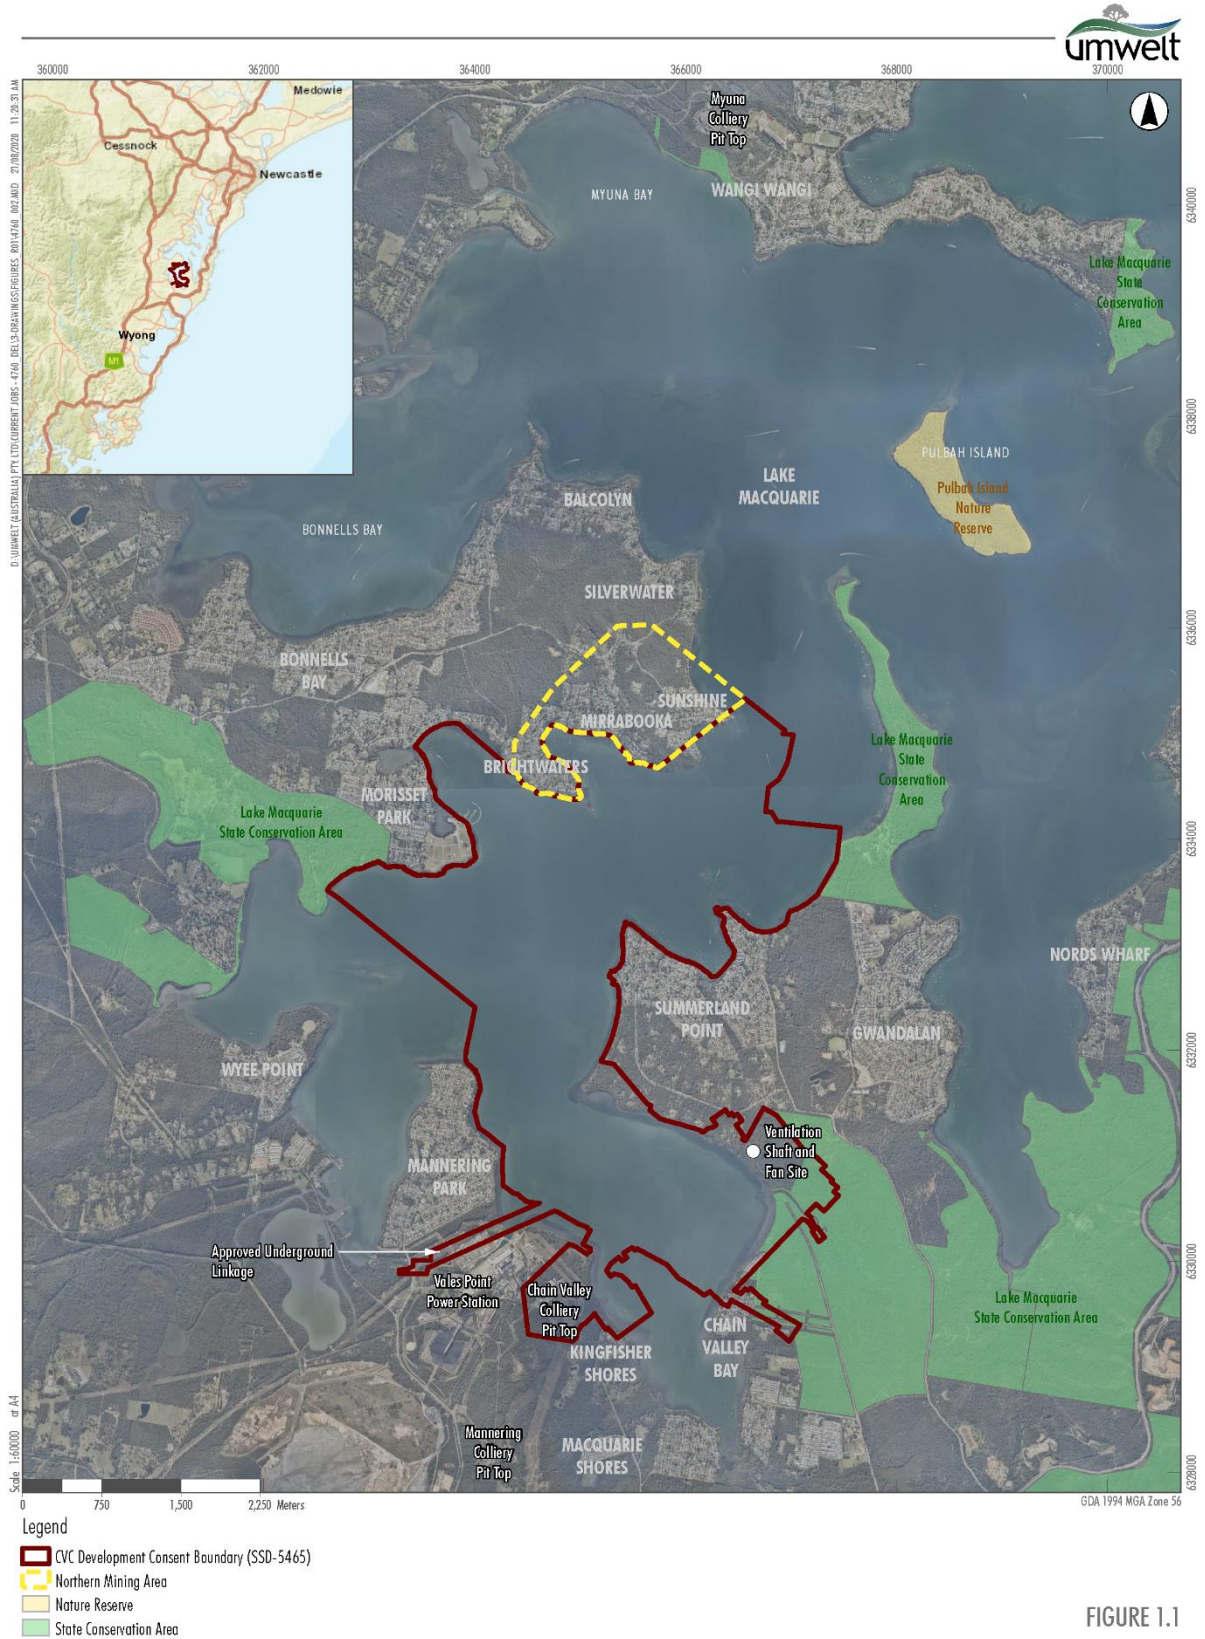 umwelt
360000
362000
364000
366000
368000
370000
Medowie
Cessnock
Newcastle
Wyong
M1
Myuna
Colliery
Pit Top
MYUNA BAY
WANGI WANGI
6340000
Lake Macquarie
State
Conservation
Area
6338000
PULBAH ISLAND
Pulbah Island
Nature
Reserve
LAKE
MACQUARIE
BALCOLYN
BONNELLS BAY
SILVERWATER
6336000
BONNELLS
BAY
SUNSHINE
MIRRABOOKA
BRIGHTWATERS
Lake Macquarie
State
Conservation
Area
MORISSET
PARK
Lake Macquarie
State Conservation Area
6334000
NORDS WHARF
SUMMERLAND
POINT
GWANDALAN
6332000
WYEE POINT
Ventilation
Shaft and
Fan Site
MANNERING
PARK
Approved Underground
Linkage
Vales Point
Power Station
Chain Valley
Colliery
Pit Top
6330000
Lake Macquarie
State Conservation Area
CHAIN
VALLEY
BAY
KINGFISHER
SHORES
Mannering
Colliery
Pit Top
MACQUARIE
SHORES
6328000
Scale 1:60000 at A4
0 750 1,500 2,250 Meters
GDA 1994 MGA Zone 56
Legend
CVC Development Consent Boundary (SSD-5465)
Northern Mining Area
Nature Reserve
State Conservation Area
FIGURE 1.1